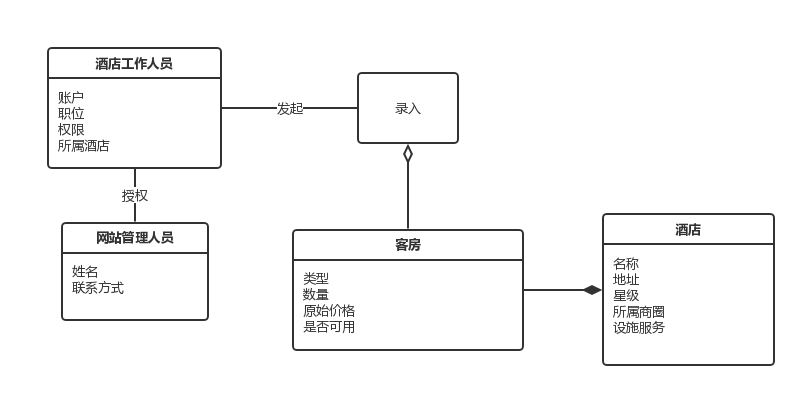 酒店工作人员
账户
职位
权限
所属酒店
发起
录入
授权
网站管理人员
姓名
联系方式
客房
类型
数量
原始价格
是否可用
酒店
名称
地址
星级
所属商圈
设施服务